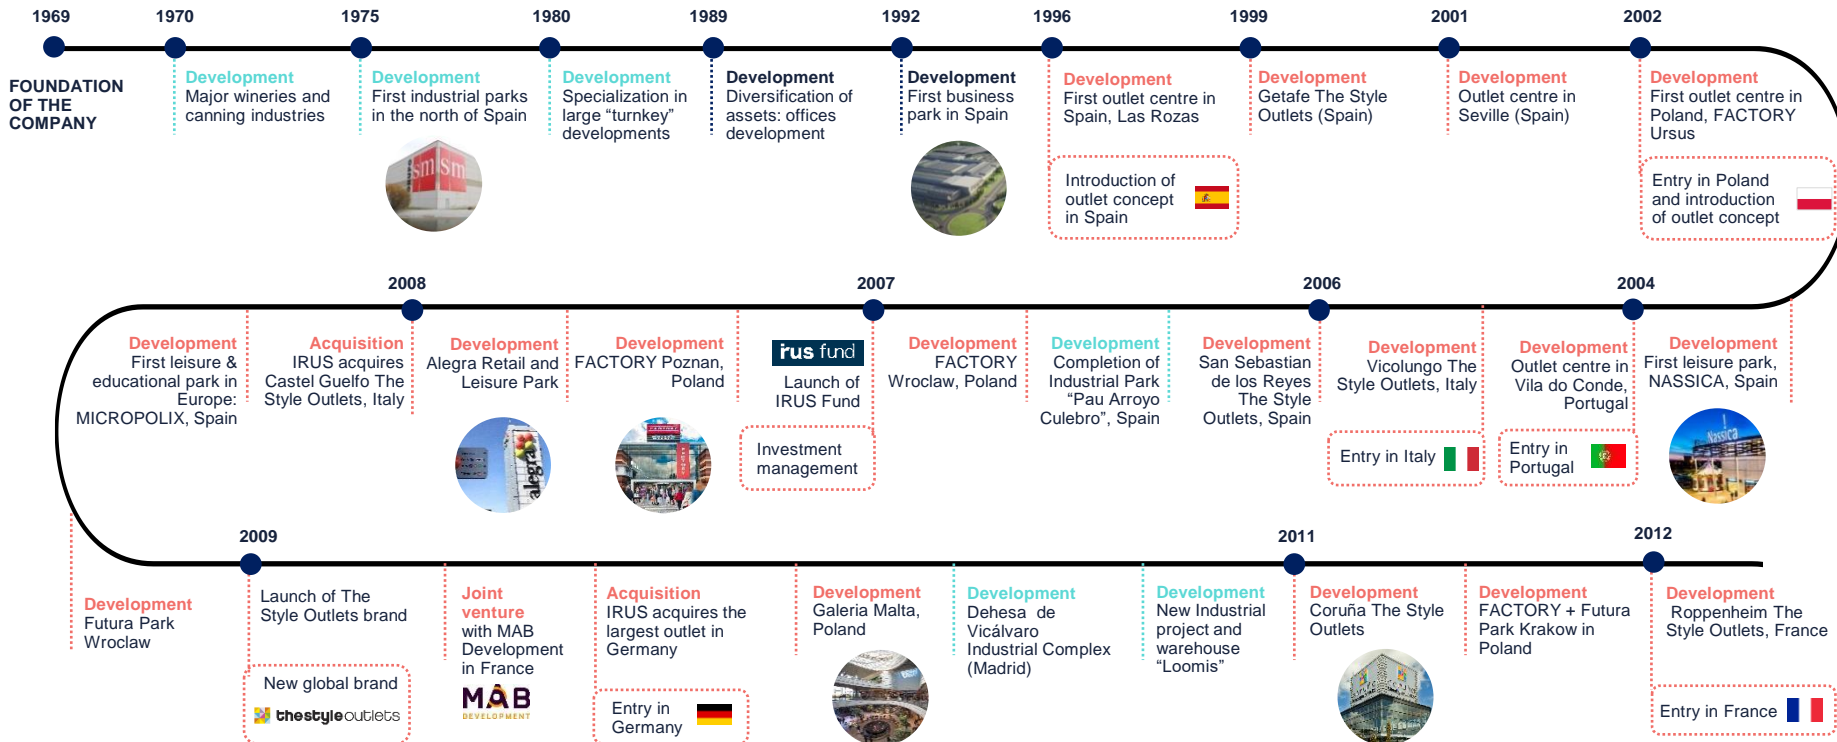 1969
1970
1975
1980
1989
1992
1996
1999
2001
2002
FOUNDATION
OF THE
COMPANY
Development
Major wineries and
canning industries
Development
First industrial parks
in the north of Spain
sm
sm
Development
Specialization in
large “turnkey”
developments
Development
Diversification of
assets: offices
development
Development
First business
park in Spain
Development
First outlet centre in
Spain, Las Rozas
Introduction of
outlet concept
in Spain
Development
Getafe The Style
Outlets (Spain)
Development
Outlet centre in
Seville (Spain)
Development
First outlet centre in
Poland, FACTORY
Ursus
Entry in Poland
and introduction
of outlet concept
2008
2007
2006
2004
Development
First leisure &
educational park in
Europe:
MICROPOLIX, Spain
Acquisition
IRUS acquires
Castel Guelfo The
Style Outlets, Italy
Development
Alegra Retail and
Leisure Park
alegra
Development
FACTORY Poznan,
Poland
FACTORY
irus fund
Launch of
IRUS Fund
Investment
management
Development
FACTORY
Wroclaw, Poland
Development
Completion of
Industrial Park
“Pau Arroyo
Culebro”, Spain
Development
San Sebastian
de los Reyes
The Style
Outlets, Spain
Development
Vicolungo The
Style Outlets, Italy
Entry in Italy
Development
Outlet centre in
Vila do Conde,
Portugal
Entry in
Portugal
Development
First leisure park,
NASSICA, Spain
Nassica
2009
2011
2012
Development
Futura Park
Wroclaw
Launch of The
Style Outlets brand
New global brand
thestyleoutlets
Joint
venture
with MAB
Development
in France
MAB
DEVELOPMENT
Acquisition
IRUS acquires the
largest outlet in
Germany
Entry in
Germany
Development
Galeria Malta,
Poland
Development
Dehesa de
Vicálvaro
Industrial Complex
(Madrid)
Development
New Industrial
project and
warehouse
“Loomis”
Development
Coruña The Style
Outlets
Development
FACTORY + Futura
Park Krakow in
Poland
Development
Roppenheim The
Style Outlets, France
Entry in France